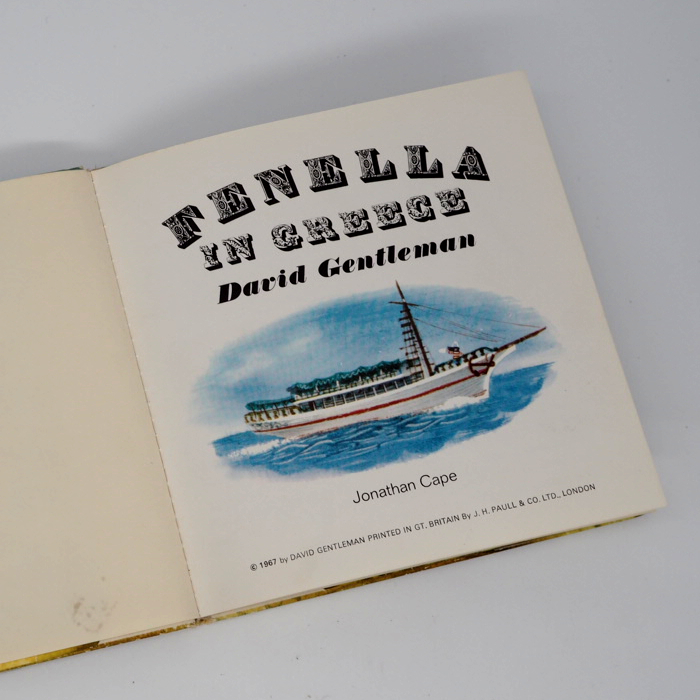 FENELLA
IN GREECE
David Gentleman
Jonathan Cape
© 1967 by DAVID GENTLEMAN PRINTED IN GT. BRITAIN By J. H. PAULL & CO. LTD., LONDON